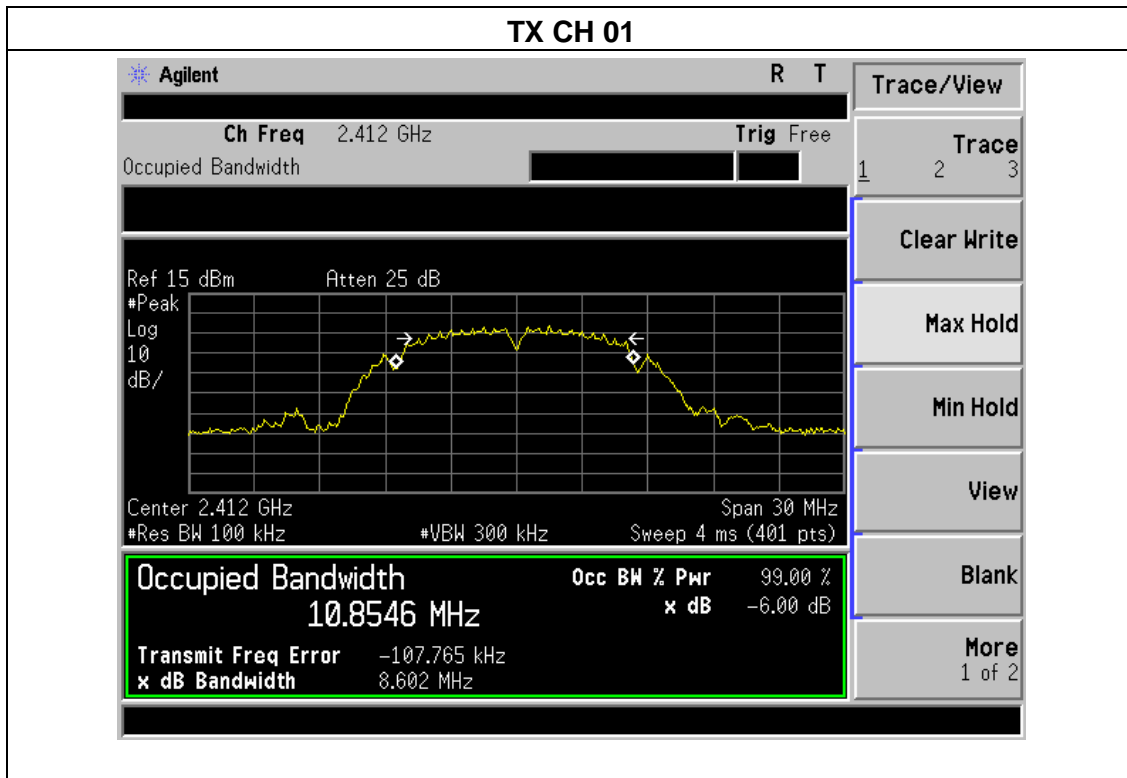 TX CH 01
Agilent R T
Ch Freq 2.412 GHz Trig Free
Occupied Bandwidth
Ref 15 dBm Atten 25 dB
#Peak
Log
10
dB/
Center 2.412 GHz Span 30 MHz
#Res BW 100 kHz #VBW 300 kHz Sweep 4 ms (401 pts)
Occupied Bandwidth Occ BW % Pwr 99.00 %
10.8546 MHz x dB -6.00 dB
Transmit Freq Error -107.765 kHz
x dB Bandwidth 8.602 MHz
Trace/View
Trace
1 2 3
Clear Write
Max Hold
Min Hold
View
Blank
More
1 of 2